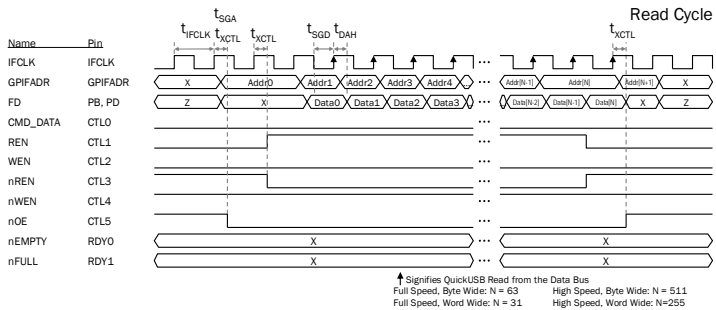 Read Cycle
tSGA
tIFCLK tXCTL tXCTL tSGD tDAH tXCTL
Name Pin
IFCLK IFCLK ...
GPIFADR GPIFADR X Addr0 Addr1 Addr2 Addr3 Addr4 ... Addr[N-1] Addr[N] Addr[N+1] X
FD PB, PD Z X Data0 Data1 Data2 Data3 ... Data[N-2] Data[N-1] Data[N] X Z
CMD_DATA CTL0 ...
REN CTL1 ...
WEN CTL2 ...
nREN CTL3 ...
nWEN CTL4 ...
nOE CTL5 ...
nEMPTY RDY0 X ... X
nFULL RDY1 X ... X
Signifies QuickUSB Read from the Data Bus
Full Speed, Byte Wide: N = 63 High Speed, Byte Wide: N = 511
Full Speed, Word Wide: N = 31 High Speed, Word Wide: N=255